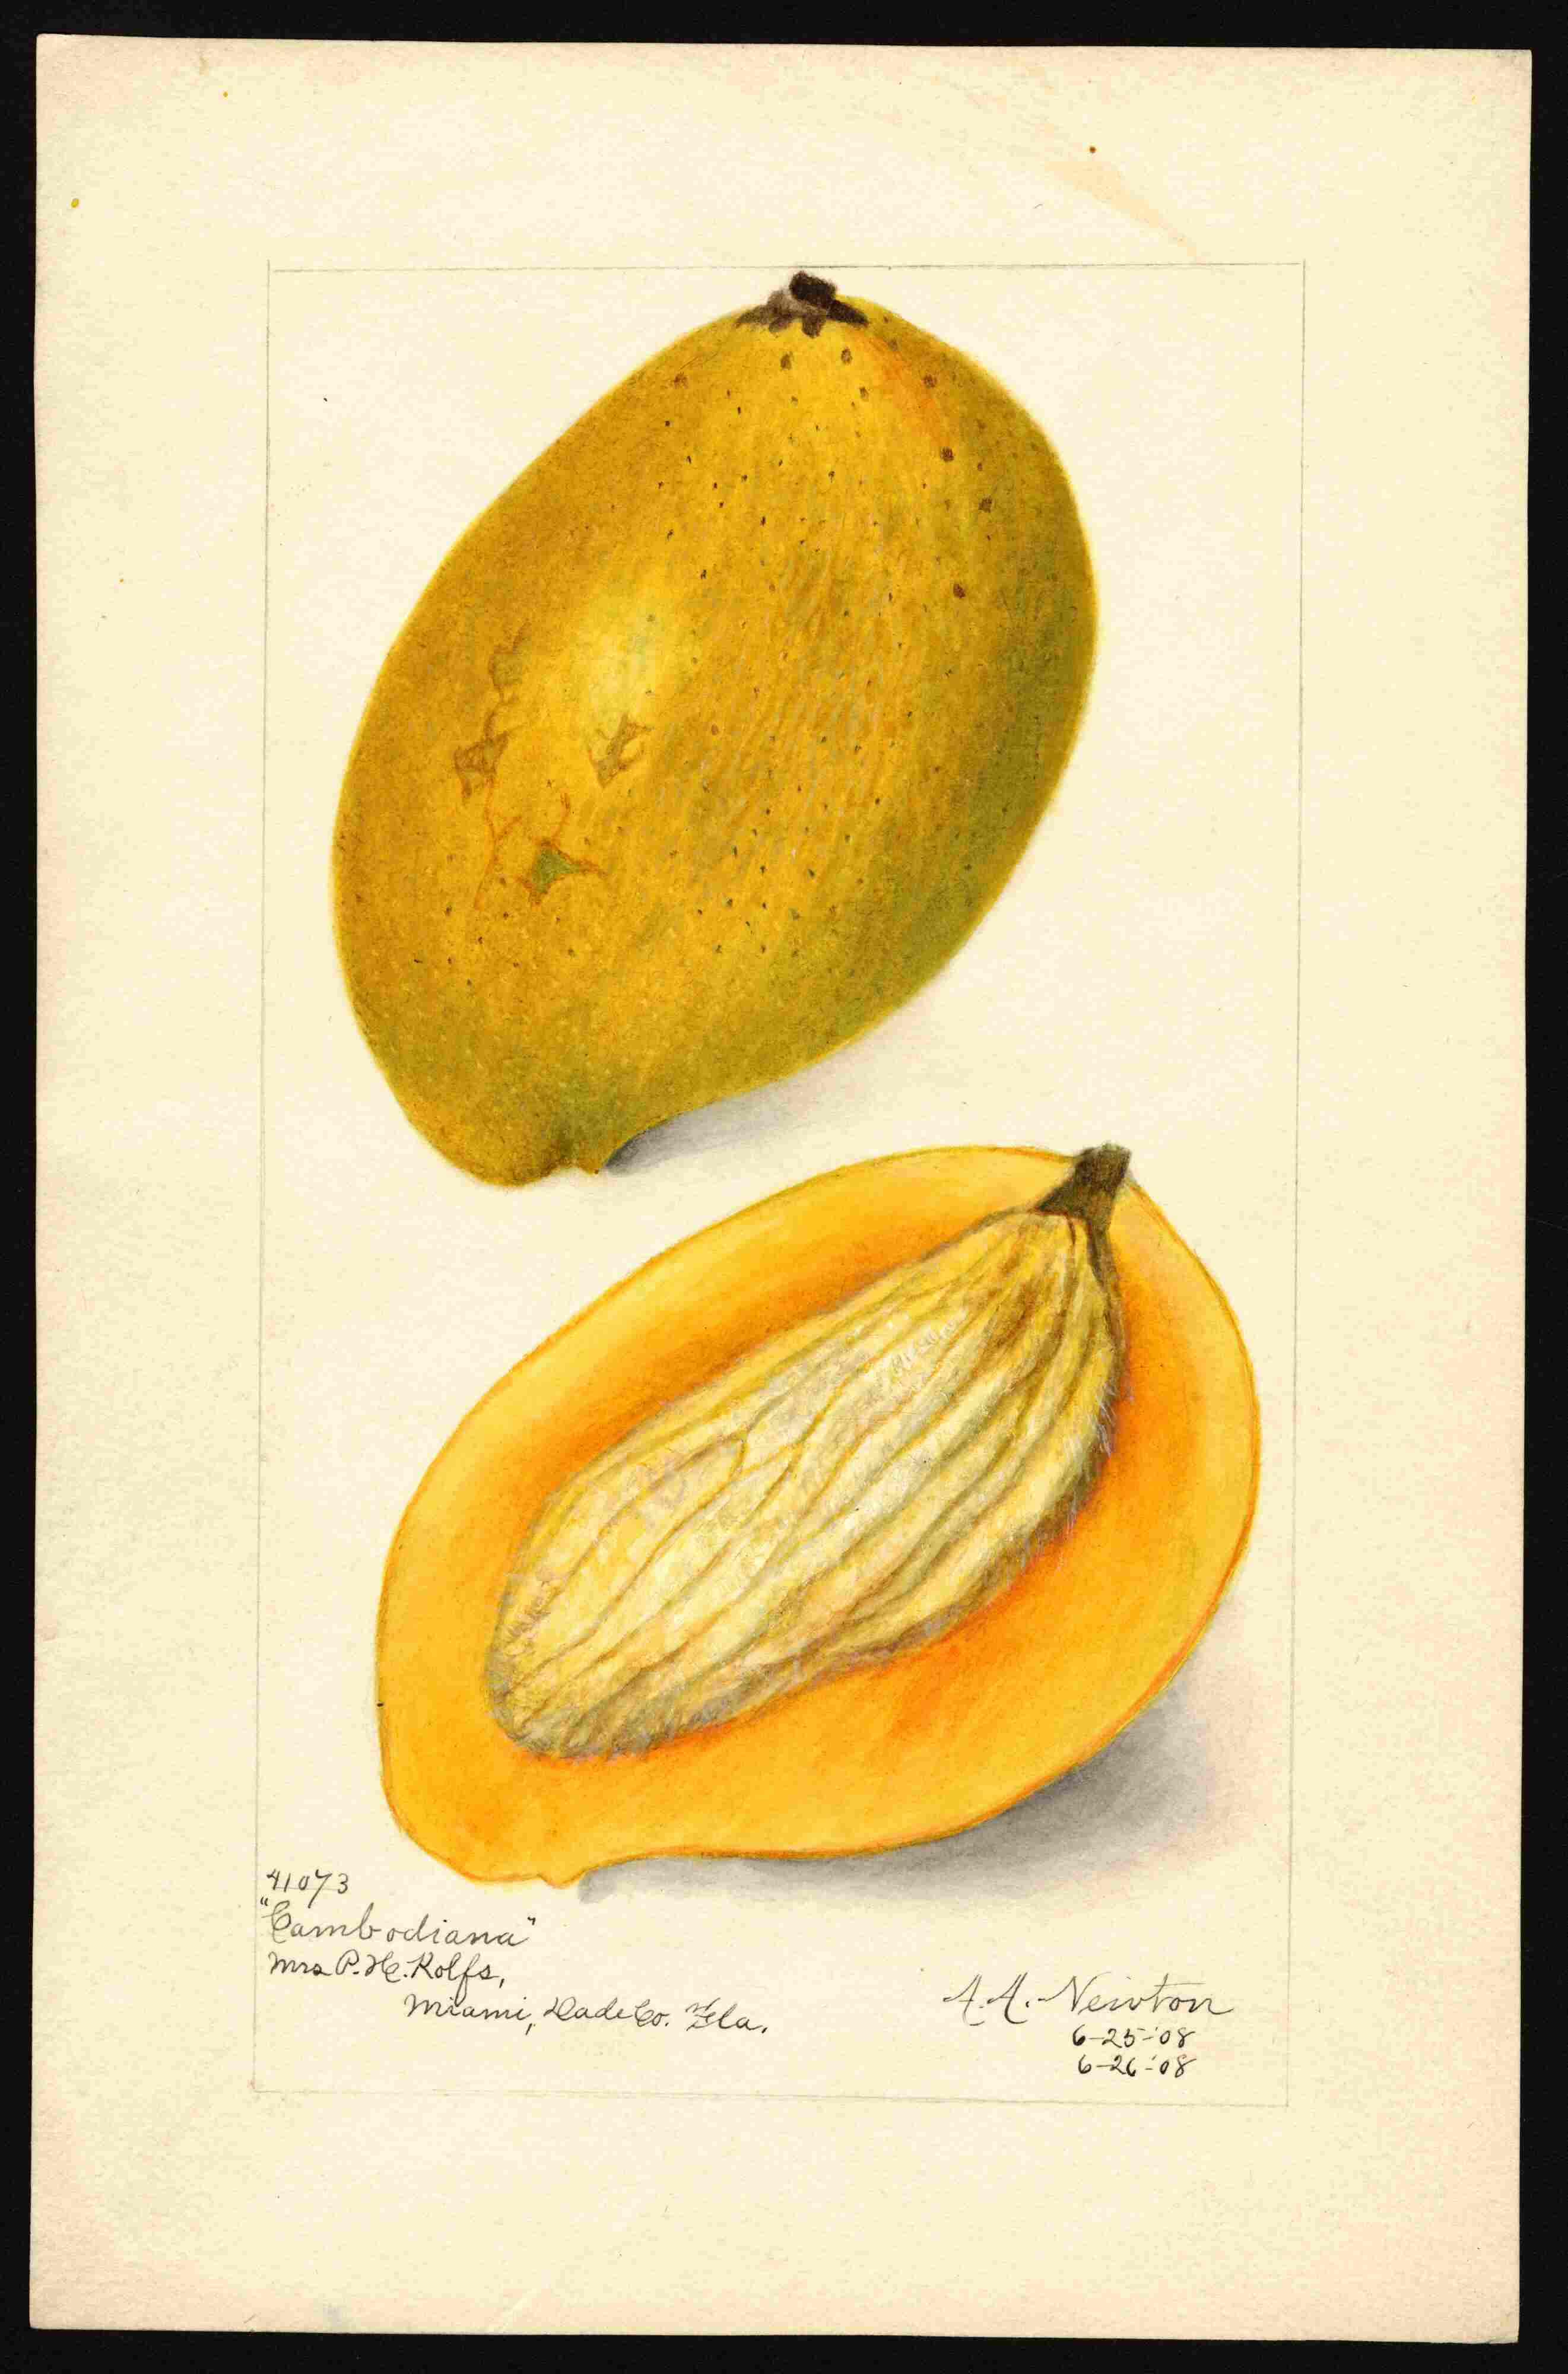 41073
"Cambodiana"
Mrs P. H. Rolfs,
Miami, Dade Co. Fla.
A. A. Newton
6-25-'08
6-26-'08